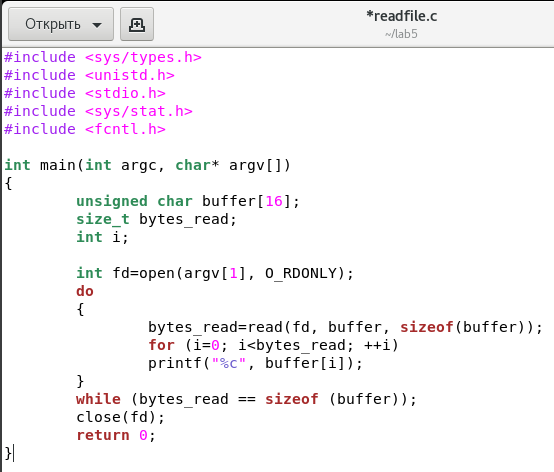 Открыть
*readfile.c
~/lab5
#include <sys/types.h>
#include <unistd.h>
#include <stdio.h>
#include <sys/stat.h>
#include <fcntl.h>

int main(int argc, char* argv[])
{
        unsigned char buffer[16];
        size_t bytes_read;
        int i;

        int fd=open(argv[1], O_RDONLY);
        do
        {
                bytes_read=read(fd, buffer, sizeof(buffer));
                for (i=0; i<bytes_read; ++i)
                printf("%c", buffer[i]);
        }
        while (bytes_read == sizeof (buffer));
        close(fd);
        return 0;
}